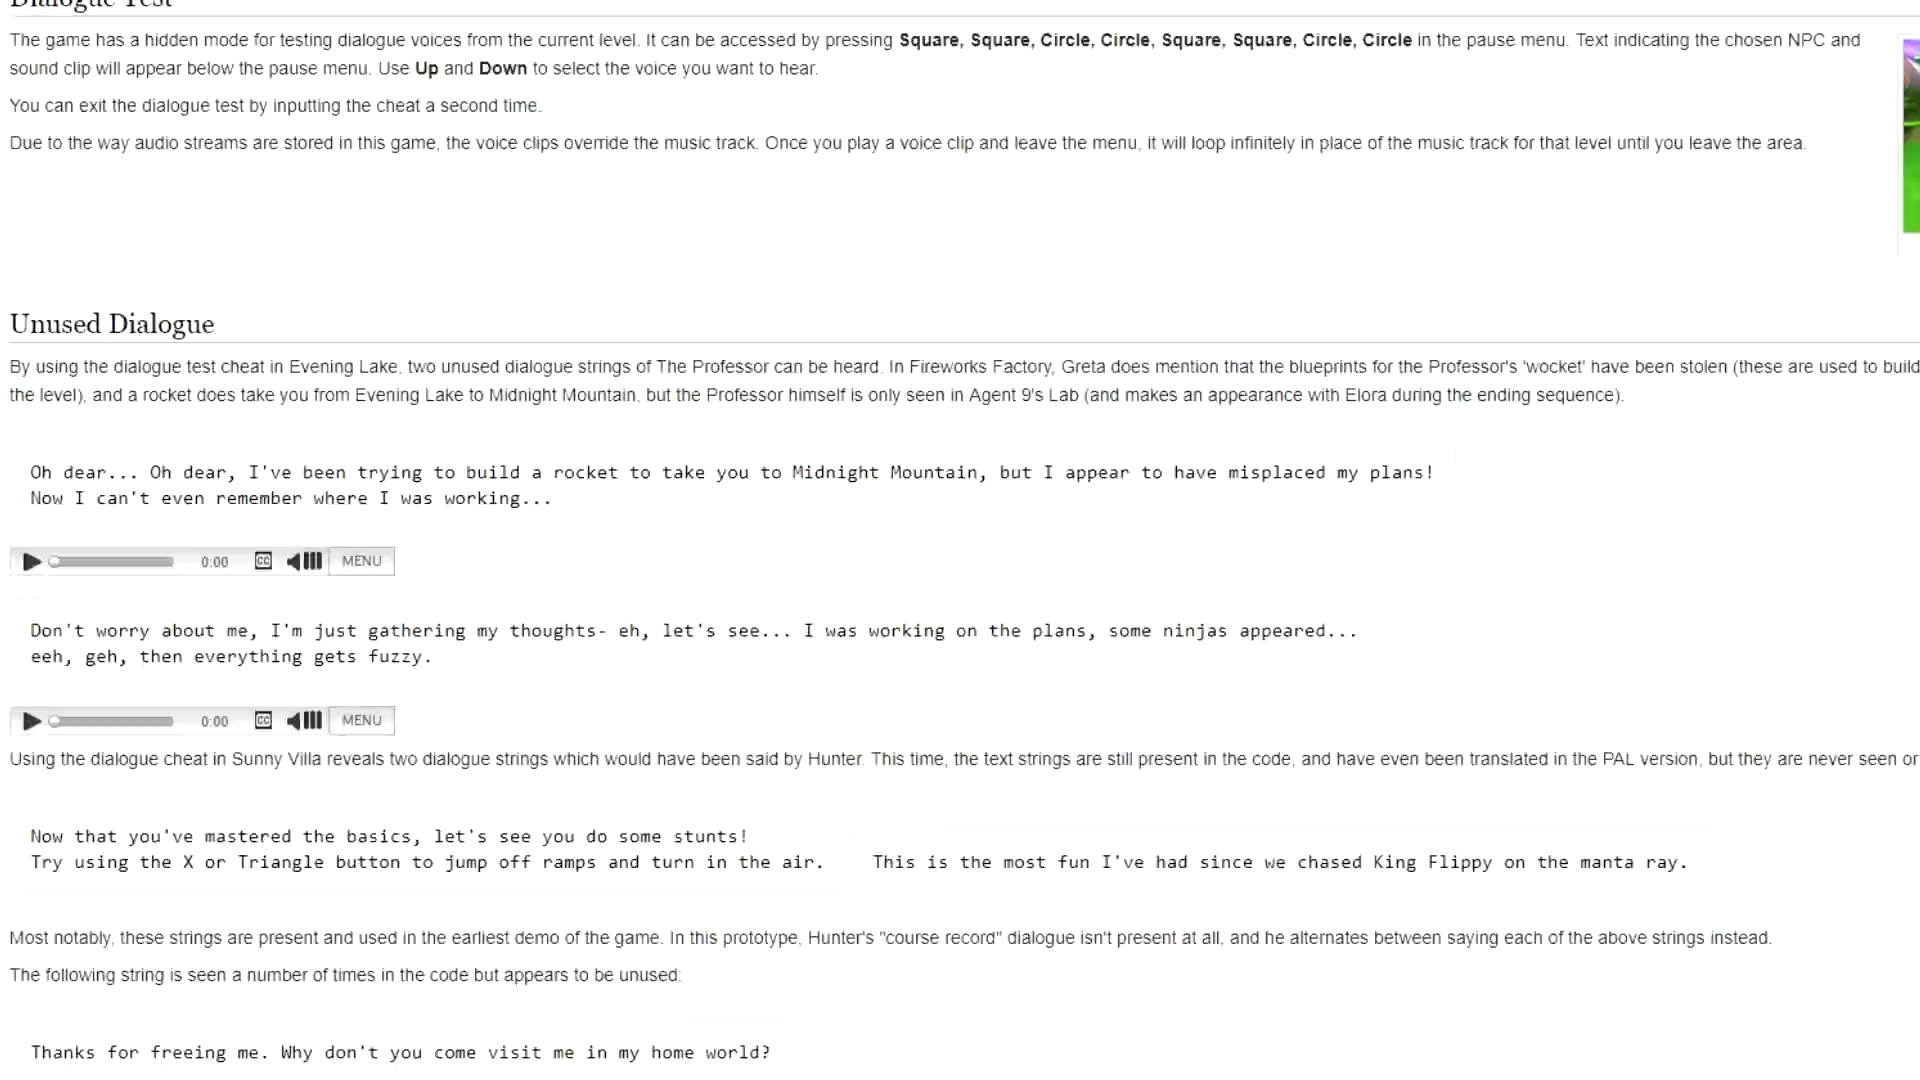 Dialogue Test
The game has a hidden mode for testing dialogue voices from the current level. It can be accessed by pressing Square, Square, Circle, Circle, Square, Square, Circle, Circle in the pause menu. Text indicating the chosen NPC and
sound clip will appear below the pause menu. Use Up and Down to select the voice you want to hear.
You can exit the dialogue test by inputting the cheat a second time.
Due to the way audio streams are stored in this game, the voice clips override the music track. Once you play a voice clip and leave the menu, it will loop infinitely in place of the music track for that level until you leave the area.
Unused Dialogue
By using the dialogue test cheat in Evening Lake, two unused dialogue strings of The Professor can be heard. In Fireworks Factory, Greta does mention that the blueprints for the Professor's 'wocket' have been stolen (these are used to build
the level), and a rocket does take you from Evening Lake to Midnight Mountain, but the Professor himself is only seen in Agent 9's Lab (and makes an appearance with Elora during the ending sequence).
Oh dear... Oh dear, I've been trying to build a rocket to take you to Midnight Mountain, but I appear to have misplaced my plans!
Now I can't even remember where I was working...
0:00 CC MENU
Don't worry about me, I'm just gathering my thoughts- eh, let's see... I was working on the plans, some ninjas appeared...
eeh, geh, then everything gets fuzzy.
0:00 CC MENU
Using the dialogue cheat in Sunny Villa reveals two dialogue strings which would have been said by Hunter. This time, the text strings are still present in the code, and have even been translated in the PAL version, but they are never seen or
Now that you've mastered the basics, let's see you do some stunts!
Try using the X or Triangle button to jump off ramps and turn in the air. This is the most fun I've had since we chased King Flippy on the manta ray.
Most notably, these strings are present and used in the earliest demo of the game. In this prototype, Hunter's "course record" dialogue isn't present at all, and he alternates between saying each of the above strings instead.
The following string is seen a number of times in the code but appears to be unused:
Thanks for freeing me. Why don't you come visit me in my home world?